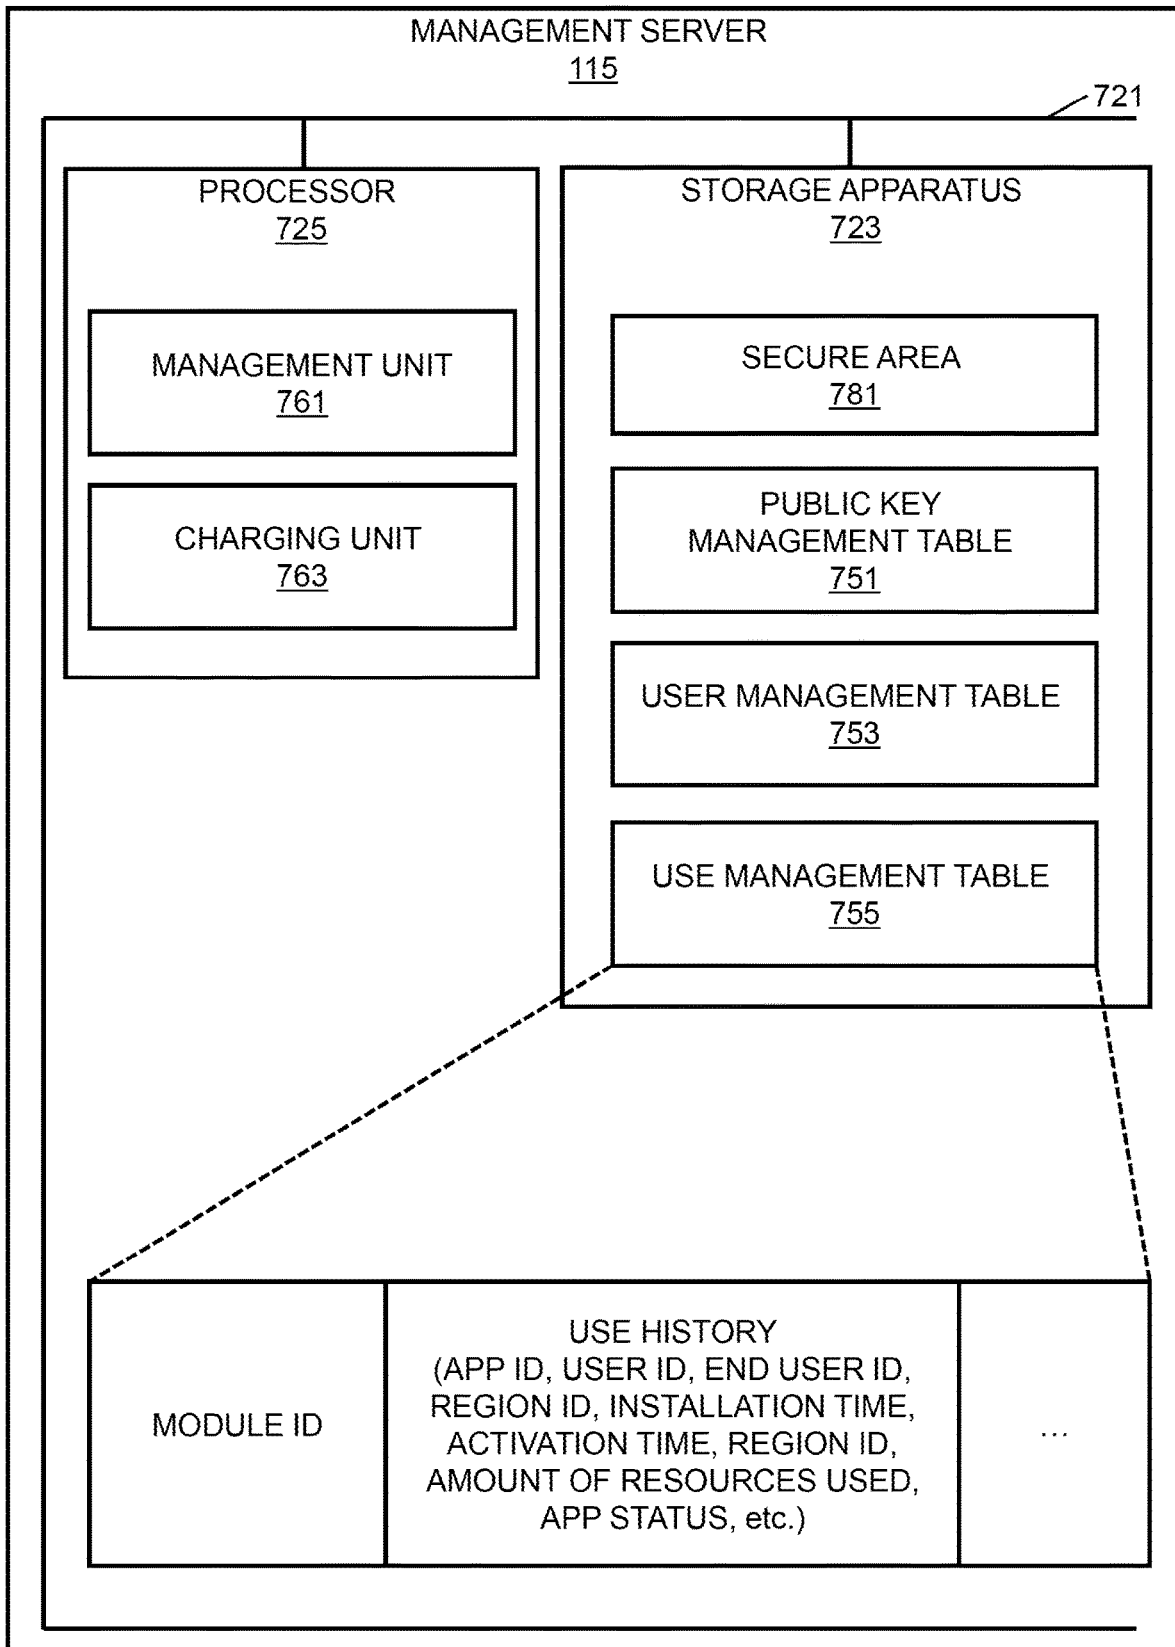 MANAGEMENT SERVER
115
721
PROCESSOR
725
MANAGEMENT UNIT
761
CHARGING UNIT
763
STORAGE APPARATUS
723
SECURE AREA
781
PUBLIC KEY
MANAGEMENT TABLE
751
USER MANAGEMENT TABLE
753
USE MANAGEMENT TABLE
755
MODULE ID
USE HISTORY
(APP ID, USER ID, END USER ID,
REGION ID, INSTALLATION TIME,
ACTIVATION TIME, REGION ID,
AMOUNT OF RESOURCES USED,
APP STATUS, etc.)
...